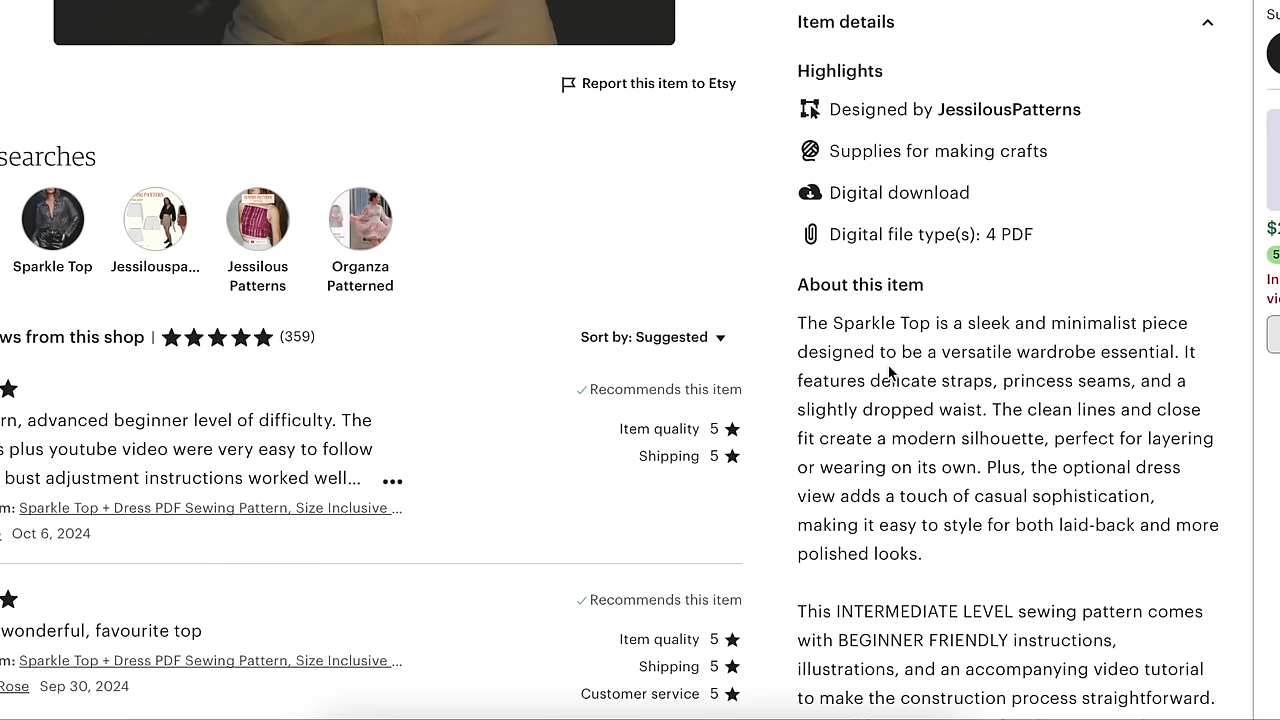 Report this item to Etsy
searches
Sparkle Top
Jessilouspa...
Jessilous
Patterns
Organza
Patterned
ws from this shop | (359)
Sort by: Suggested
Recommends this item
rn, advanced beginner level of difficulty. The
s plus youtube video were very easy to follow
bust adjustment instructions worked well...
Item quality 5
Shipping 5
m: Sparkle Top + Dress PDF Sewing Pattern, Size Inclusive ...
Oct 6, 2024
Recommends this item
wonderful, favourite top
Item quality 5
m: Sparkle Top + Dress PDF Sewing Pattern, Size Inclusive ...
Shipping 5
Rose Sep 30, 2024
Customer service 5
Item details
Highlights
Designed by JessilousPatterns
Supplies for making crafts
Digital download
Digital file type(s): 4 PDF
About this item
The Sparkle Top is a sleek and minimalist piece
designed to be a versatile wardrobe essential. It
features delicate straps, princess seams, and a
slightly dropped waist. The clean lines and close
fit create a modern silhouette, perfect for layering
or wearing on its own. Plus, the optional dress
view adds a touch of casual sophistication,
making it easy to style for both laid-back and more
polished looks.
This INTERMEDIATE LEVEL sewing pattern comes
with BEGINNER FRIENDLY instructions,
illustrations, and an accompanying video tutorial
to make the construction process straightforward.
Su
$2
5
In
vi